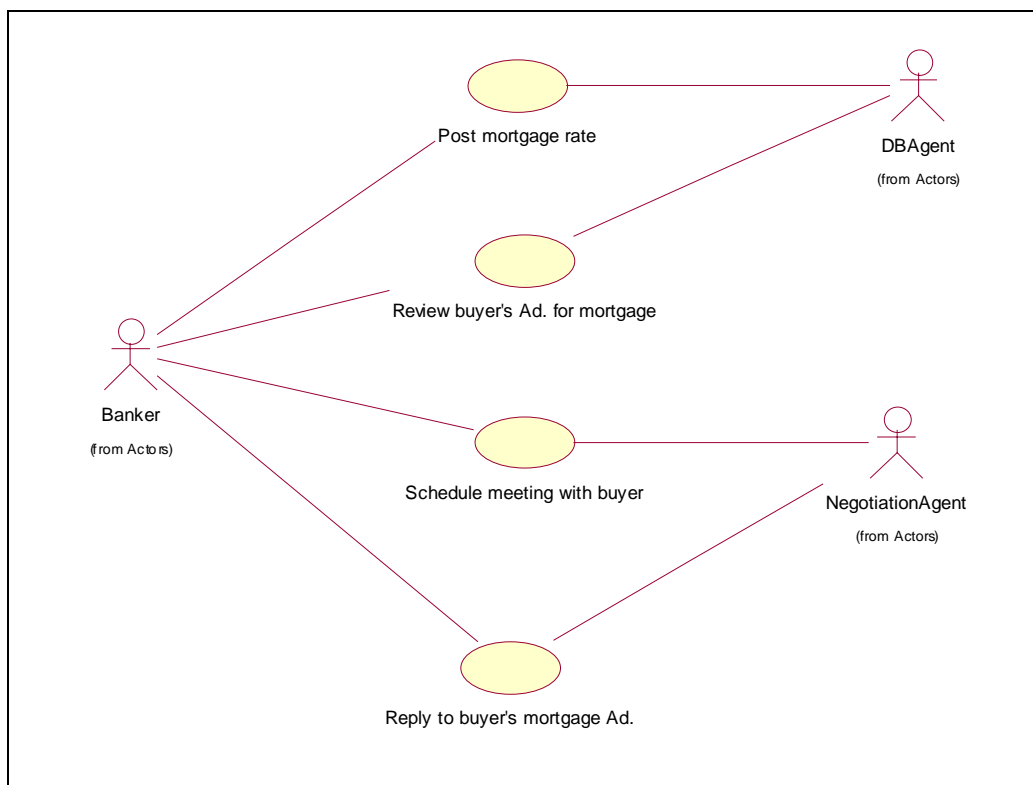 Post mortgage rate
DBAgent
(from Actors)
Review buyer's Ad. for mortgage
Banker
(from Actors)
Schedule meeting with buyer
NegotiationAgent
(from Actors)
Reply to buyer's mortgage Ad.